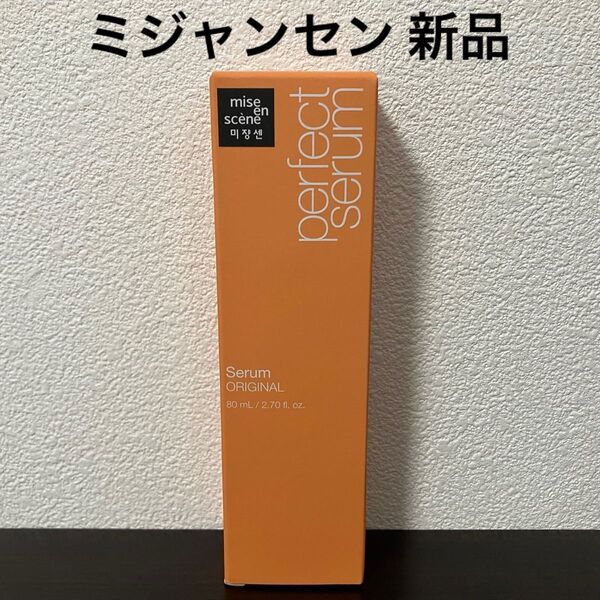 ミジャンセン 新品
mise
en
scène
미쟝센
perfect
serum
Serum
ORIGINAL
80 mL / 2.70 fl. oz.